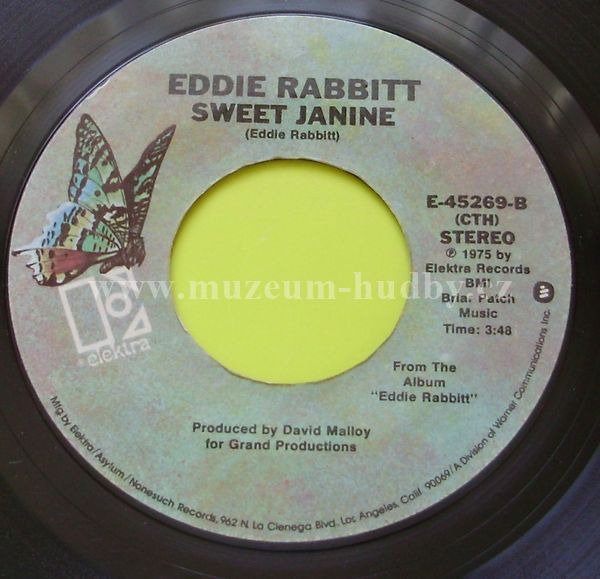 EDDIE RABBITT
SWEET JANINE
(Eddie Rabbitt)
E-45269-B
(CTH)
STEREO
℗ 1975 by
Elektra Records
BMI
Briar Patch
Music
Time: 3:48
www.muzeum-hudby.cz
elektra
From The
Album
"Eddie Rabbitt"
Produced by David Malloy
for Grand Productions
Mfg by Elektra/Asylum/Nonesuch Records, 962 N. La Cienega Blvd., Los Angeles, Calif. 90069/A Division of Warner Communications Inc.